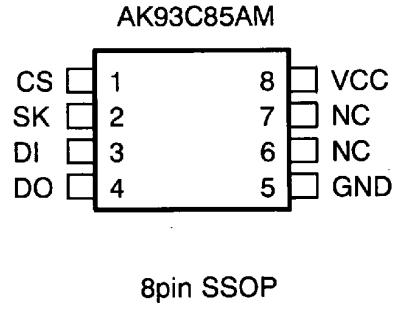 AK93C85AM
CS 1 8 VCC
SK 2 7 NC
DI 3 6 NC
DO 4 5 GND
8pin SSOP